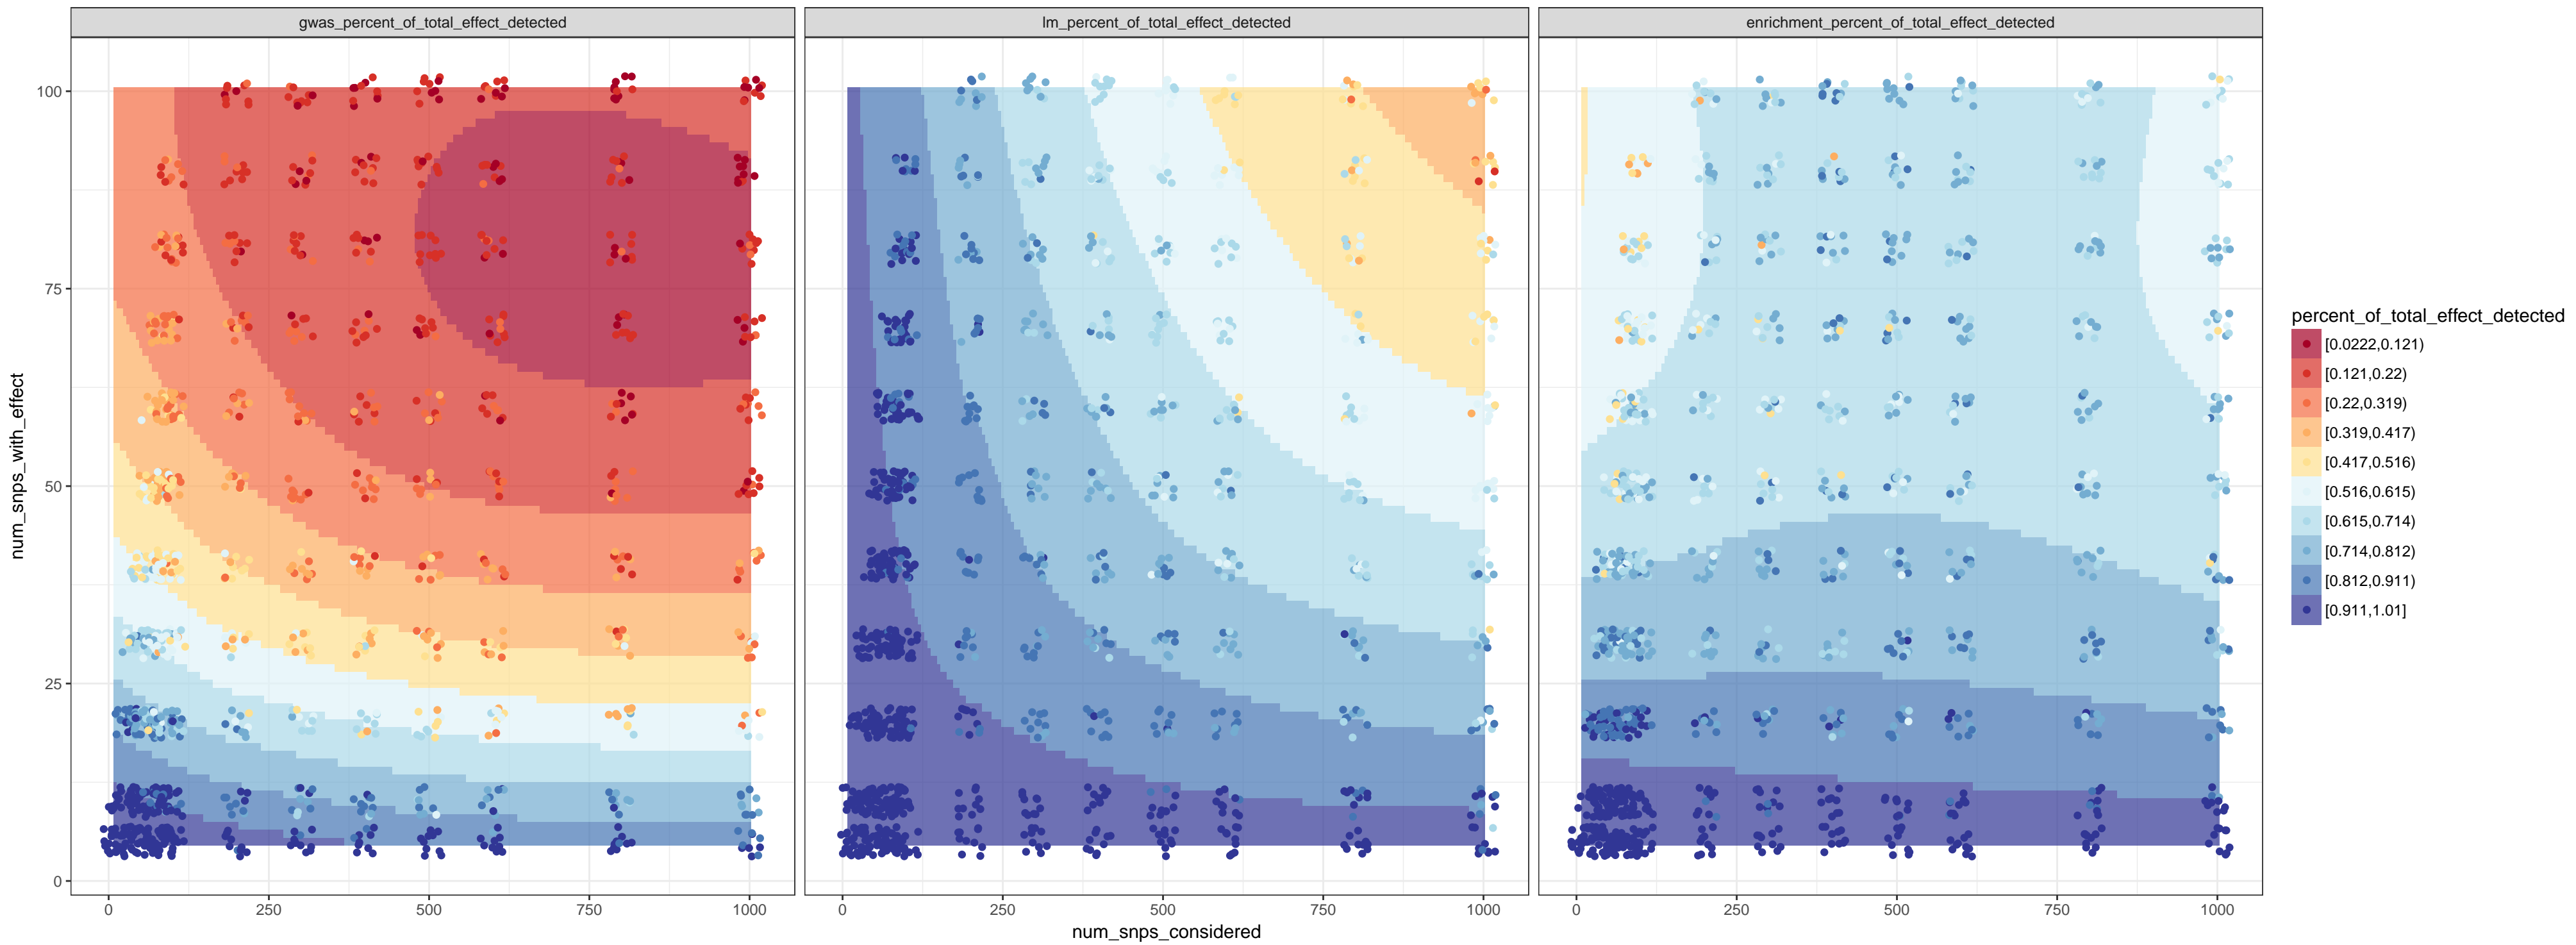 gwas_percent_of_total_effect_detected
lm_percent_of_total_effect_detected
enrichment_percent_of_total_effect_detected
100
75
50
25
0
num_snps_with_effect
0 250 500 750 1000
0 250 500 750 1000
0 250 500 750 1000
num_snps_considered
percent_of_total_effect_detected
[0.0222,0.121)
[0.121,0.22)
[0.22,0.319)
[0.319,0.417)
[0.417,0.516)
[0.516,0.615)
[0.615,0.714)
[0.714,0.812)
[0.812,0.911)
[0.911,1.01]